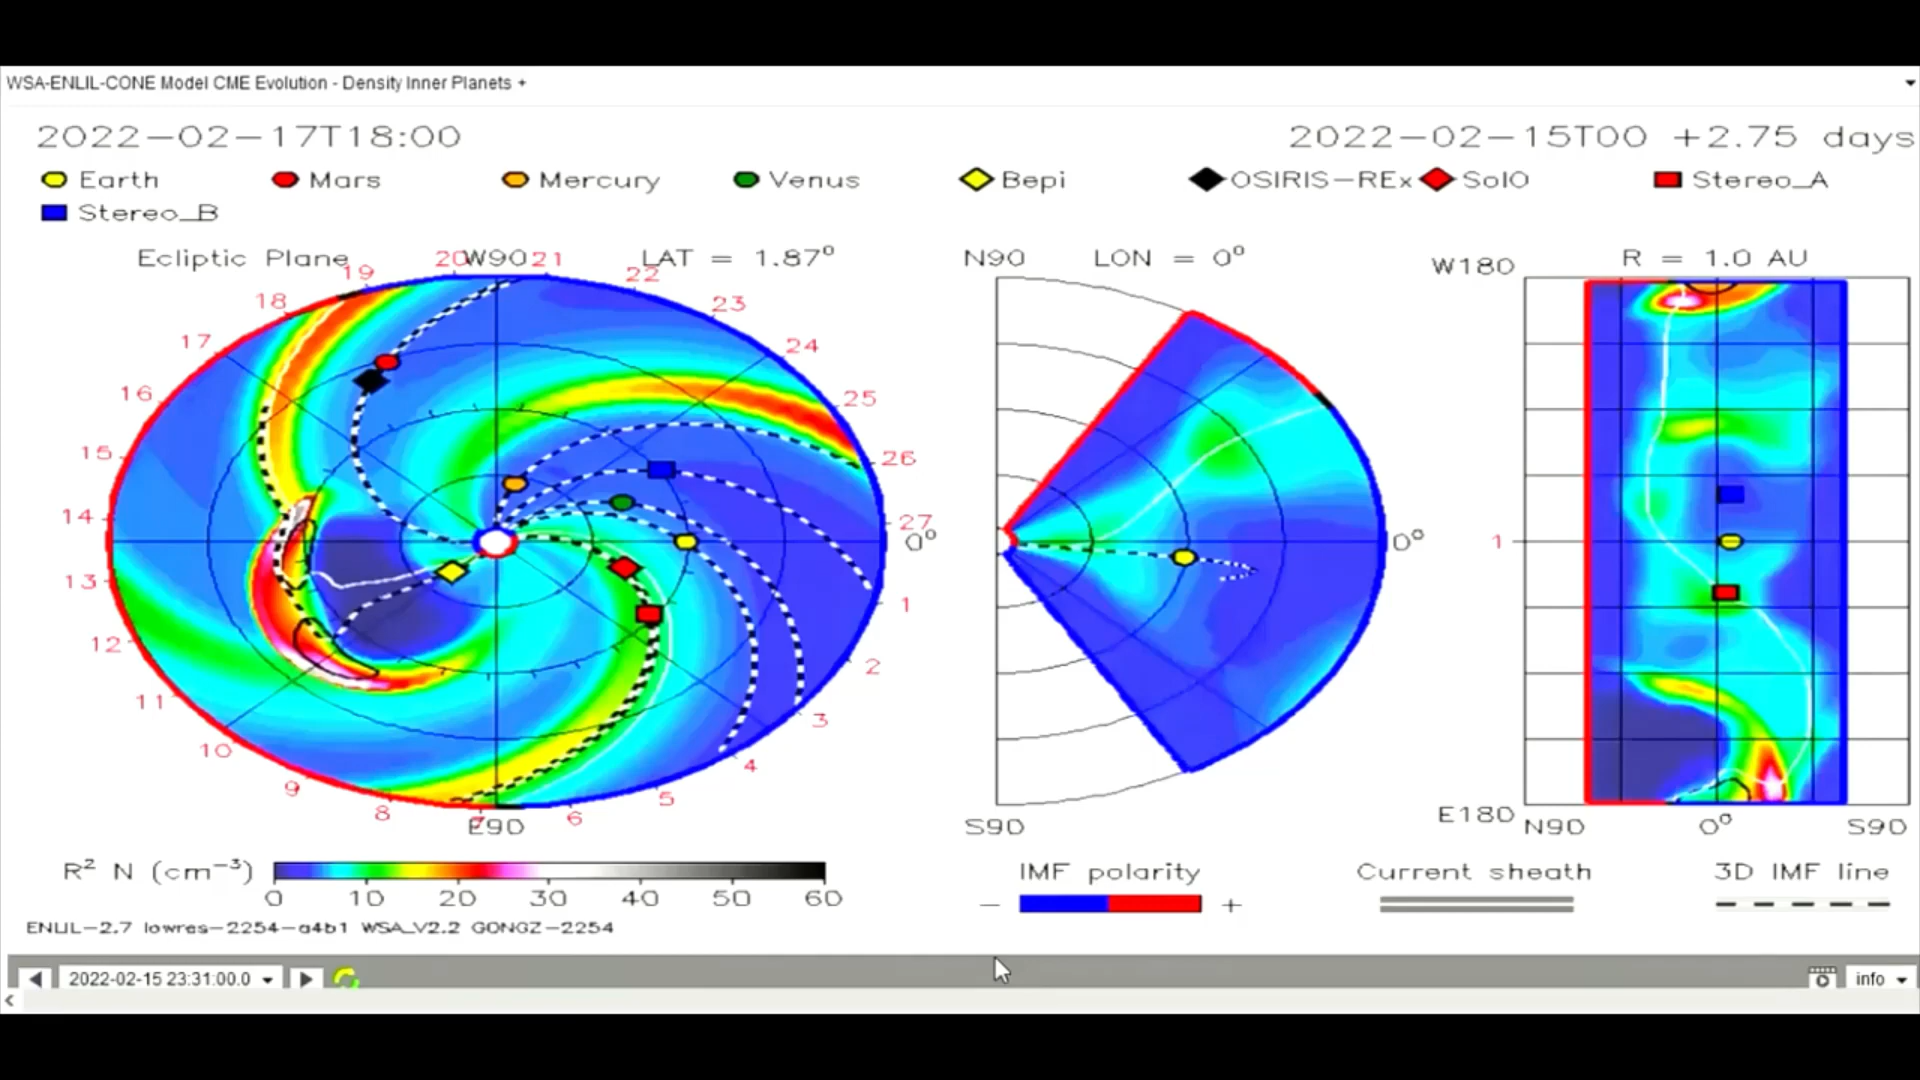 WSA-ENLIL-CONE Model CME Evolution - Density Inner Planets +
2022-02-17T18:00 2022-02-15T00 +2.75 days
Earth Mars Mercury Venus Bepi OSIRIS-REx SolO Stereo_A
Stereo_B
Ecliptic Plane W90 LAT = 1.87° N90 LON = 0° W180 R = 1.0 AU
19 20 21 22
18 23
17 24
16 25
15 26
14 27 0° 0° 1
13 1
12 2
11 3
10 4
9 5
8 7 6
E90 S90 E180 N90 0° S90
R² N (cm⁻³) IMF polarity Current sheath 3D IMF line
0 10 20 30 40 50 60 − +
ENLIL-2.7 lowres-2254-a4b1 WSA_V2.2 GONGZ-2254
2022-02-15 23:31:00.0 info